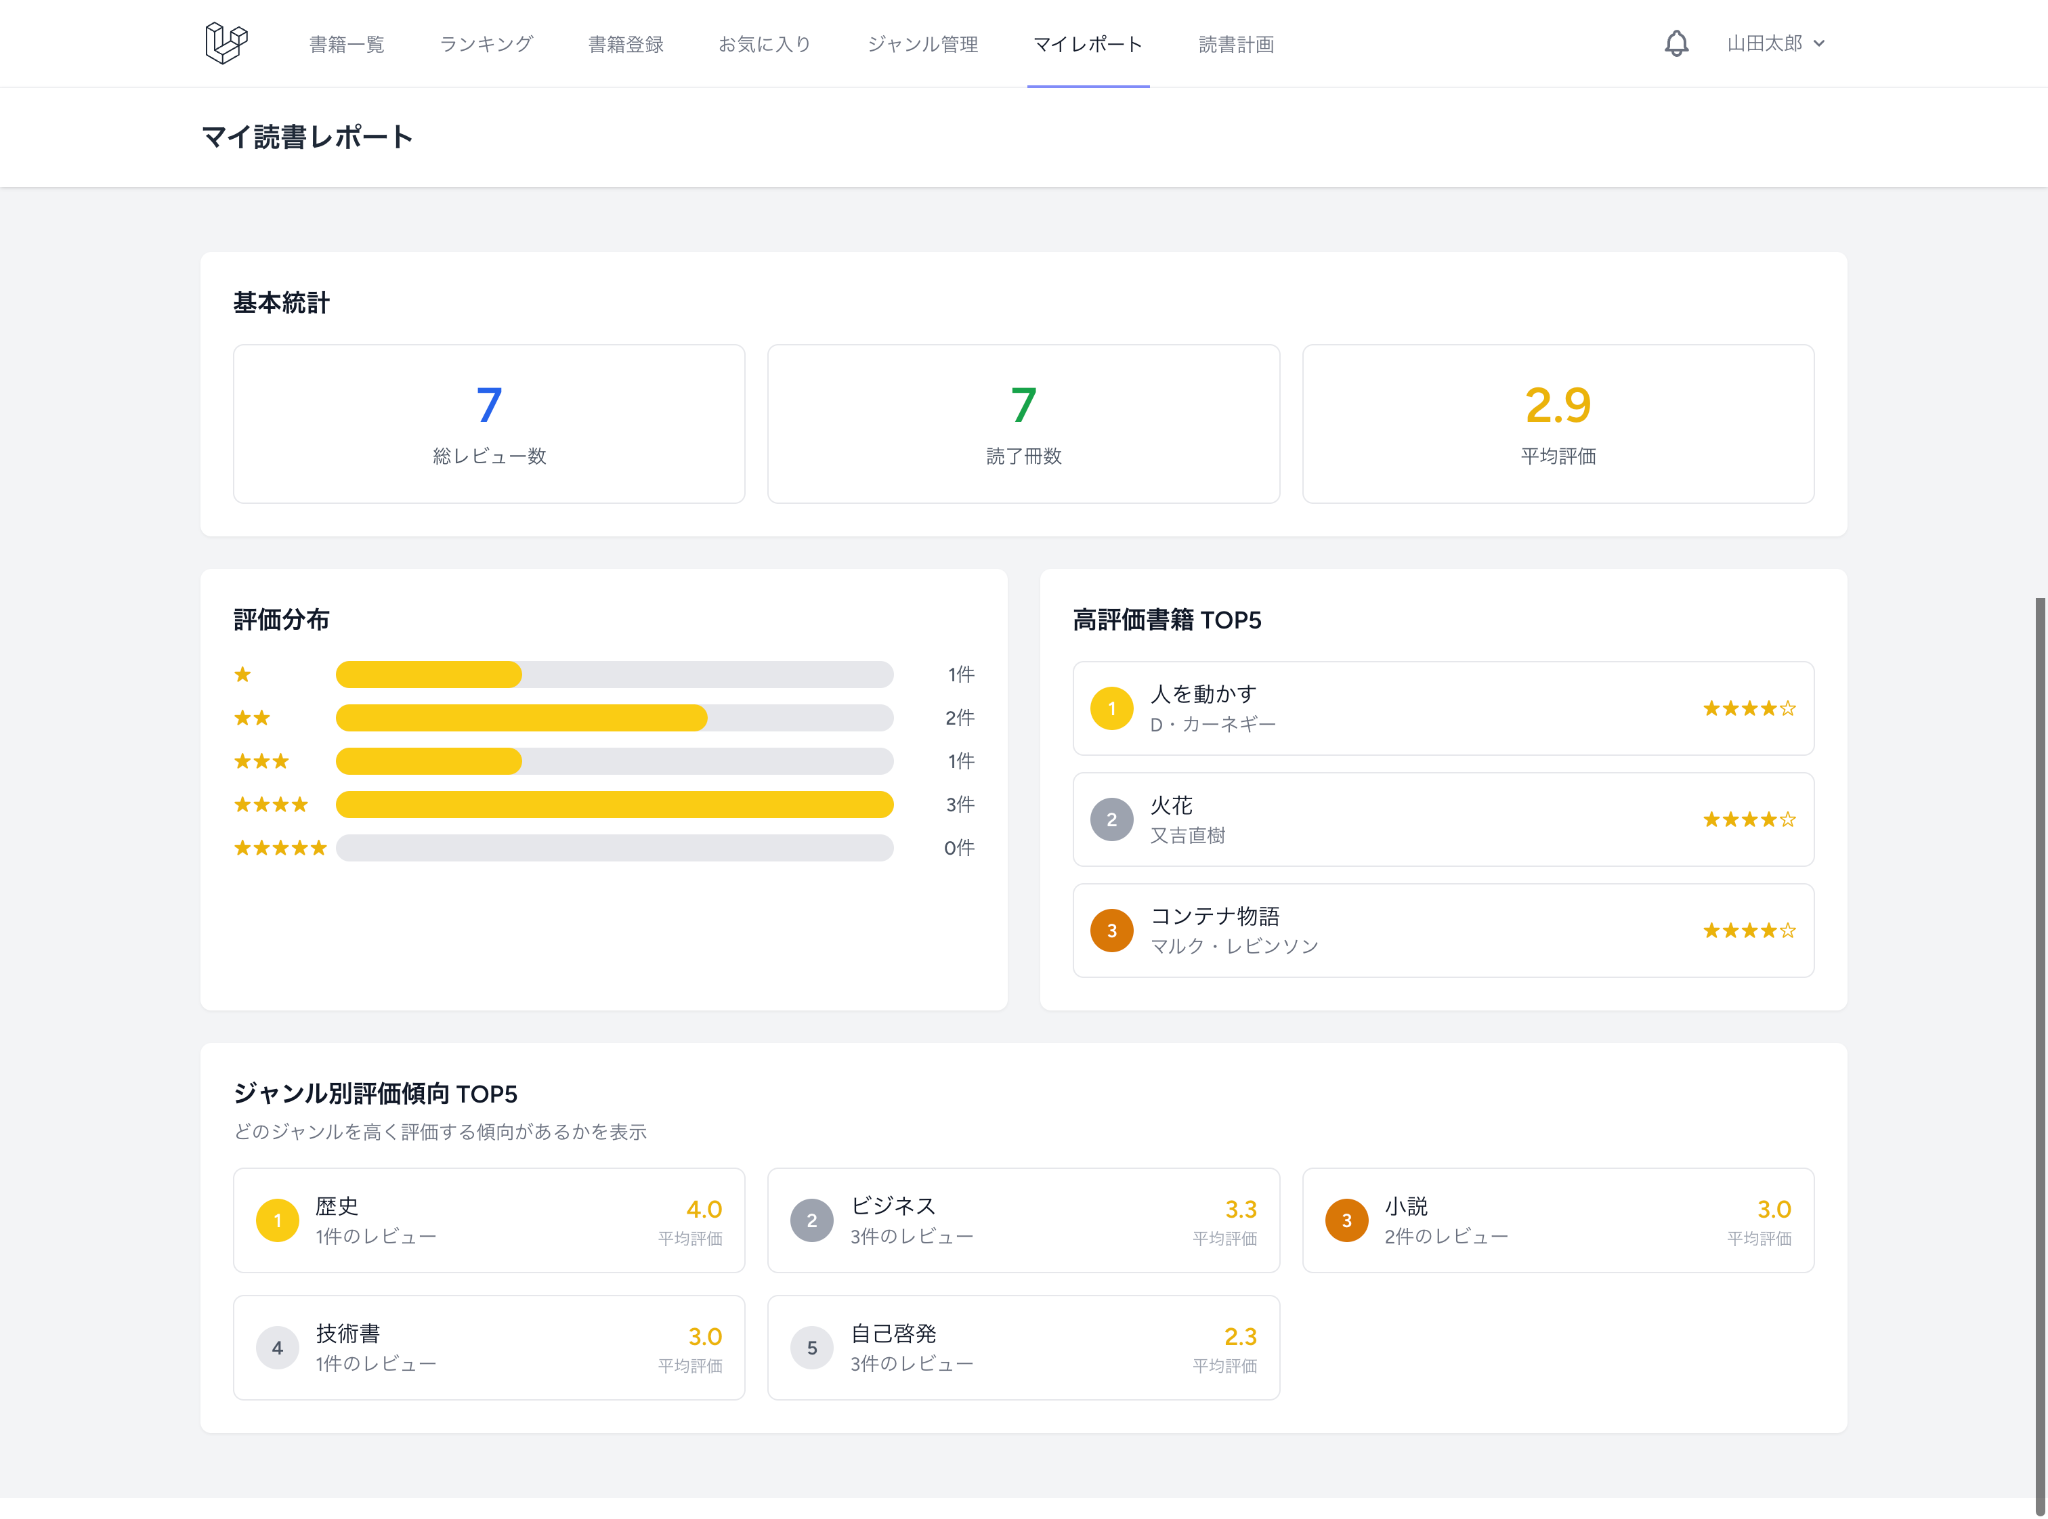 書籍一覧 ランキング 書籍登録 お気に入り ジャンル管理 マイレポート 読書計画 山田太郎
マイ読書レポート
基本統計
7
総レビュー数
7
読了冊数
2.9
平均評価
評価分布
★ 1件
★★ 2件
★★★ 1件
★★★★ 3件
★★★★★ 0件
高評価書籍 TOP5
1
人を動かす
D・カーネギー
★★★★☆
2
火花
又吉直樹
★★★★☆
3
コンテナ物語
マルク・レビンソン
★★★★☆
ジャンル別評価傾向 TOP5
どのジャンルを高く評価する傾向があるかを表示
1
歴史
1件のレビュー
4.0
平均評価
2
ビジネス
3件のレビュー
3.3
平均評価
3
小説
2件のレビュー
3.0
平均評価
4
技術書
1件のレビュー
3.0
平均評価
5
自己啓発
3件のレビュー
2.3
平均評価